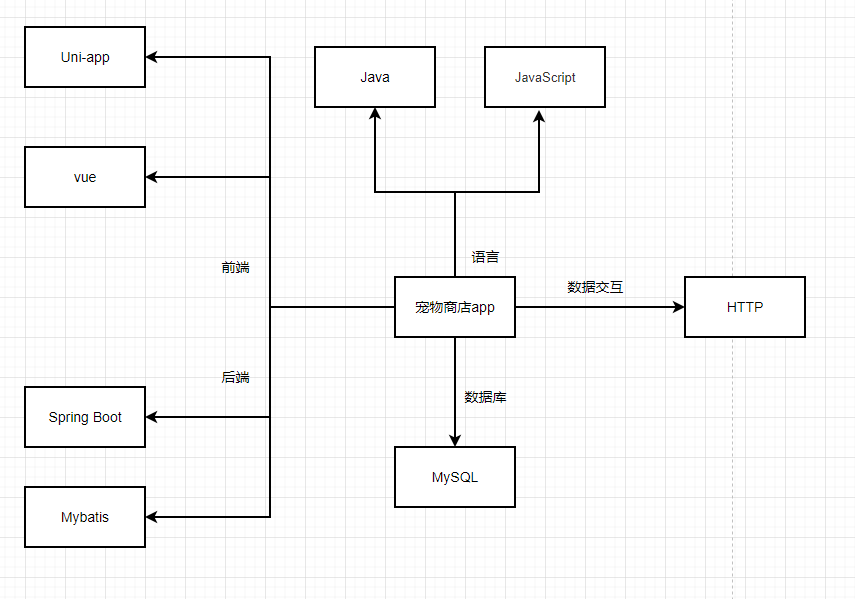 Uni-app
Java
JavaScript
vue
语言
前端
数据交互
宠物商店app
HTTP
后端
数据库
Spring Boot
MySQL
Mybatis